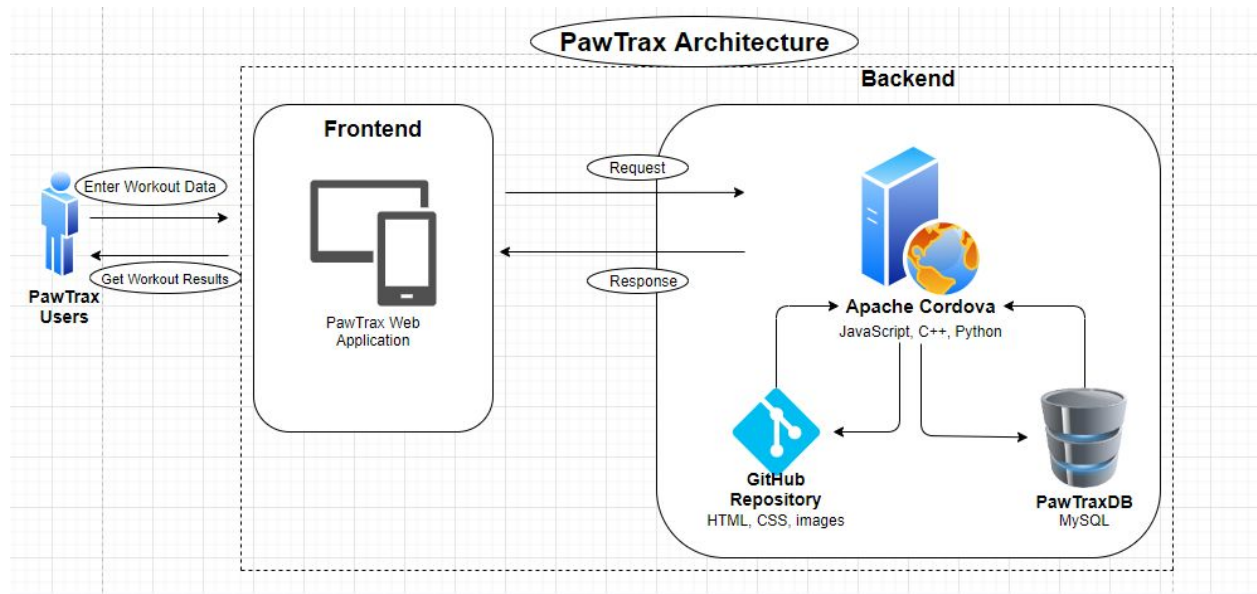 PawTrax Architecture
Backend
Frontend
Request
Enter Workout Data
Get Workout Results
Response
PawTrax
Users
Apache Cordova
PawTrax Web
Application
JavaScript, C++, Python
GitHub
Repository
HTML, CSS, images
PawTraxDB
MySQL